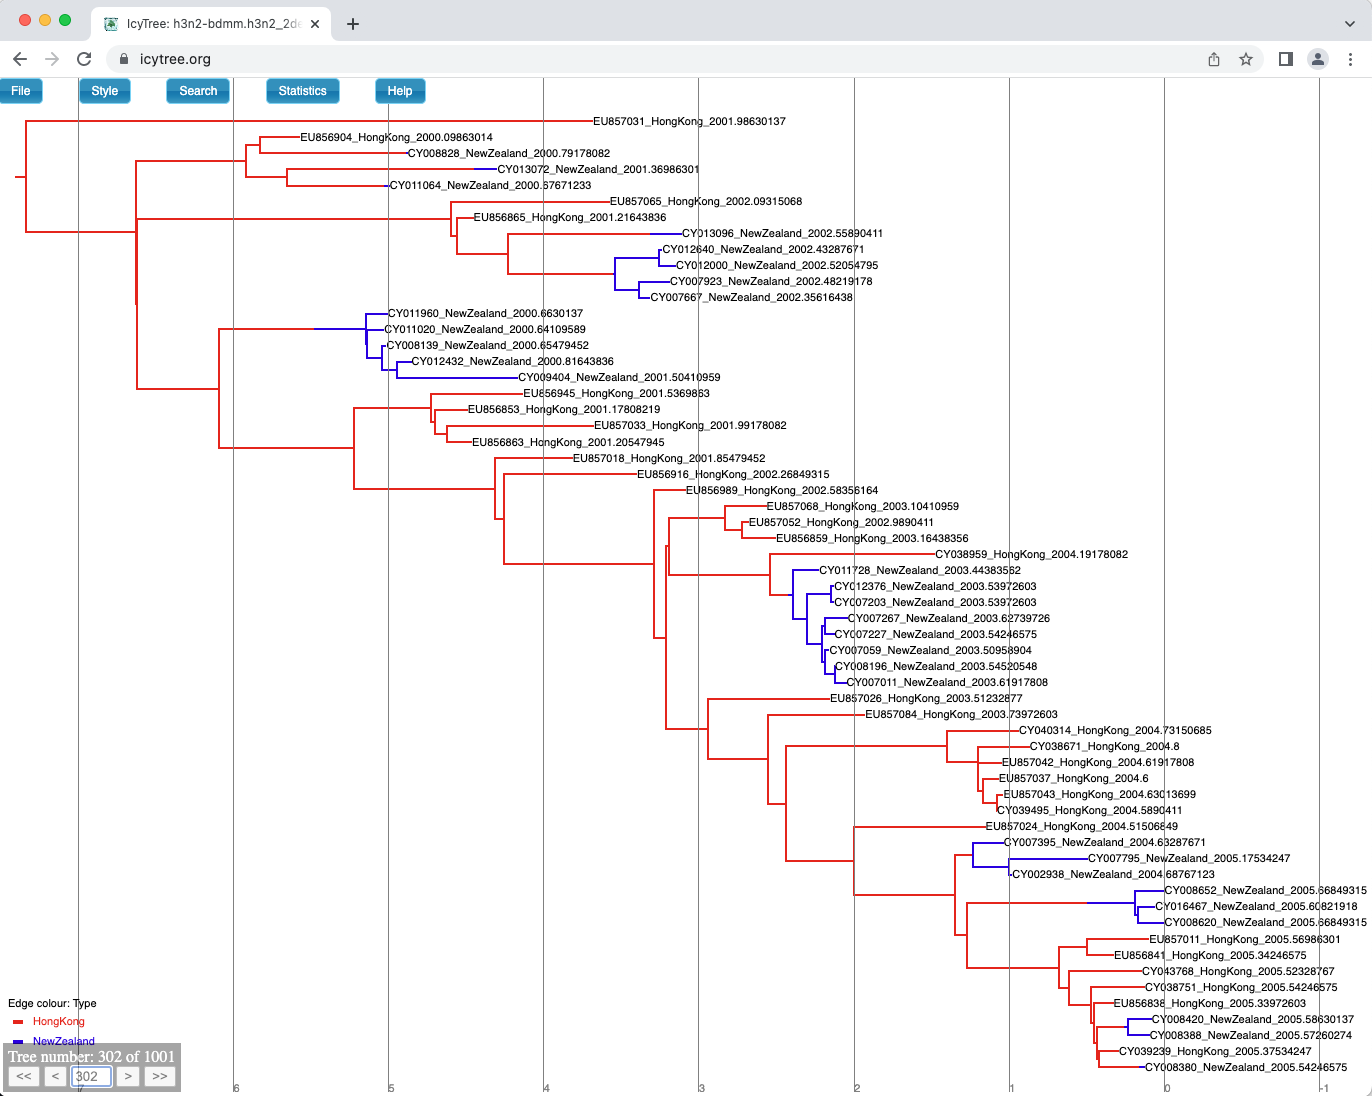 IcyTree: h3n2-bdmm.h3n2_2de
icytree.org
File Style Search Statistics Help
EU857031_HongKong_2001.98630137
EU856904_HongKong_2000.09863014
CY008828_NewZealand_2000.79178082
CY013072_NewZealand_2001.36986301
CY011064_NewZealand_2000.67671233
EU857065_HongKong_2002.09315068
EU856865_HongKong_2001.21643836
CY013096_NewZealand_2002.55890411
CY012640_NewZealand_2002.43287671
CY012000_NewZealand_2002.52054795
CY007923_NewZealand_2002.48219178
CY007667_NewZealand_2002.35616438
CY011960_NewZealand_2000.6630137
CY011020_NewZealand_2000.64109589
CY008139_NewZealand_2000.65479452
CY012432_NewZealand_2000.81643836
CY009404_NewZealand_2001.50410959
EU856945_HongKong_2001.5369863
EU856853_HongKong_2001.17808219
EU857033_HongKong_2001.99178082
EU856863_HongKong_2001.20547945
EU857018_HongKong_2001.85479452
EU856916_HongKong_2002.26849315
EU856989_HongKong_2002.58356164
EU857068_HongKong_2003.10410959
EU857052_HongKong_2002.9890411
EU856859_HongKong_2003.16438356
CY038959_HongKong_2004.19178082
CY011728_NewZealand_2003.44383562
CY012376_NewZealand_2003.53972603
CY007203_NewZealand_2003.53972603
CY007267_NewZealand_2003.62739726
CY007227_NewZealand_2003.54246575
CY007059_NewZealand_2003.50958904
CY008196_NewZealand_2003.54520548
CY007011_NewZealand_2003.61917808
EU857026_HongKong_2003.51232877
EU857084_HongKong_2003.73972603
CY040314_HongKong_2004.73150685
CY038671_HongKong_2004.8
EU857042_HongKong_2004.61917808
EU857037_HongKong_2004.6
EU857043_HongKong_2004.63013699
CY039495_HongKong_2004.5890411
EU857024_HongKong_2004.51506849
CY007395_NewZealand_2004.63287671
CY007795_NewZealand_2005.17534247
CY002938_NewZealand_2004.68767123
CY008652_NewZealand_2005.66849315
CY016467_NewZealand_2005.60821918
CY008620_NewZealand_2005.66849315
EU857011_HongKong_2005.56986301
EU856841_HongKong_2005.34246575
CY043768_HongKong_2005.52328767
CY038751_HongKong_2005.54246575
EU856838_HongKong_2005.33972603
CY008420_NewZealand_2005.58630137
CY008388_NewZealand_2005.57260274
CY039239_HongKong_2005.37534247
CY008380_NewZealand_2005.54246575
Edge colour: Type
HongKong
NewZealand
Tree number: 302 of 1001
<< < 302 > >>
7 6 5 4 3 2 1 0 -1